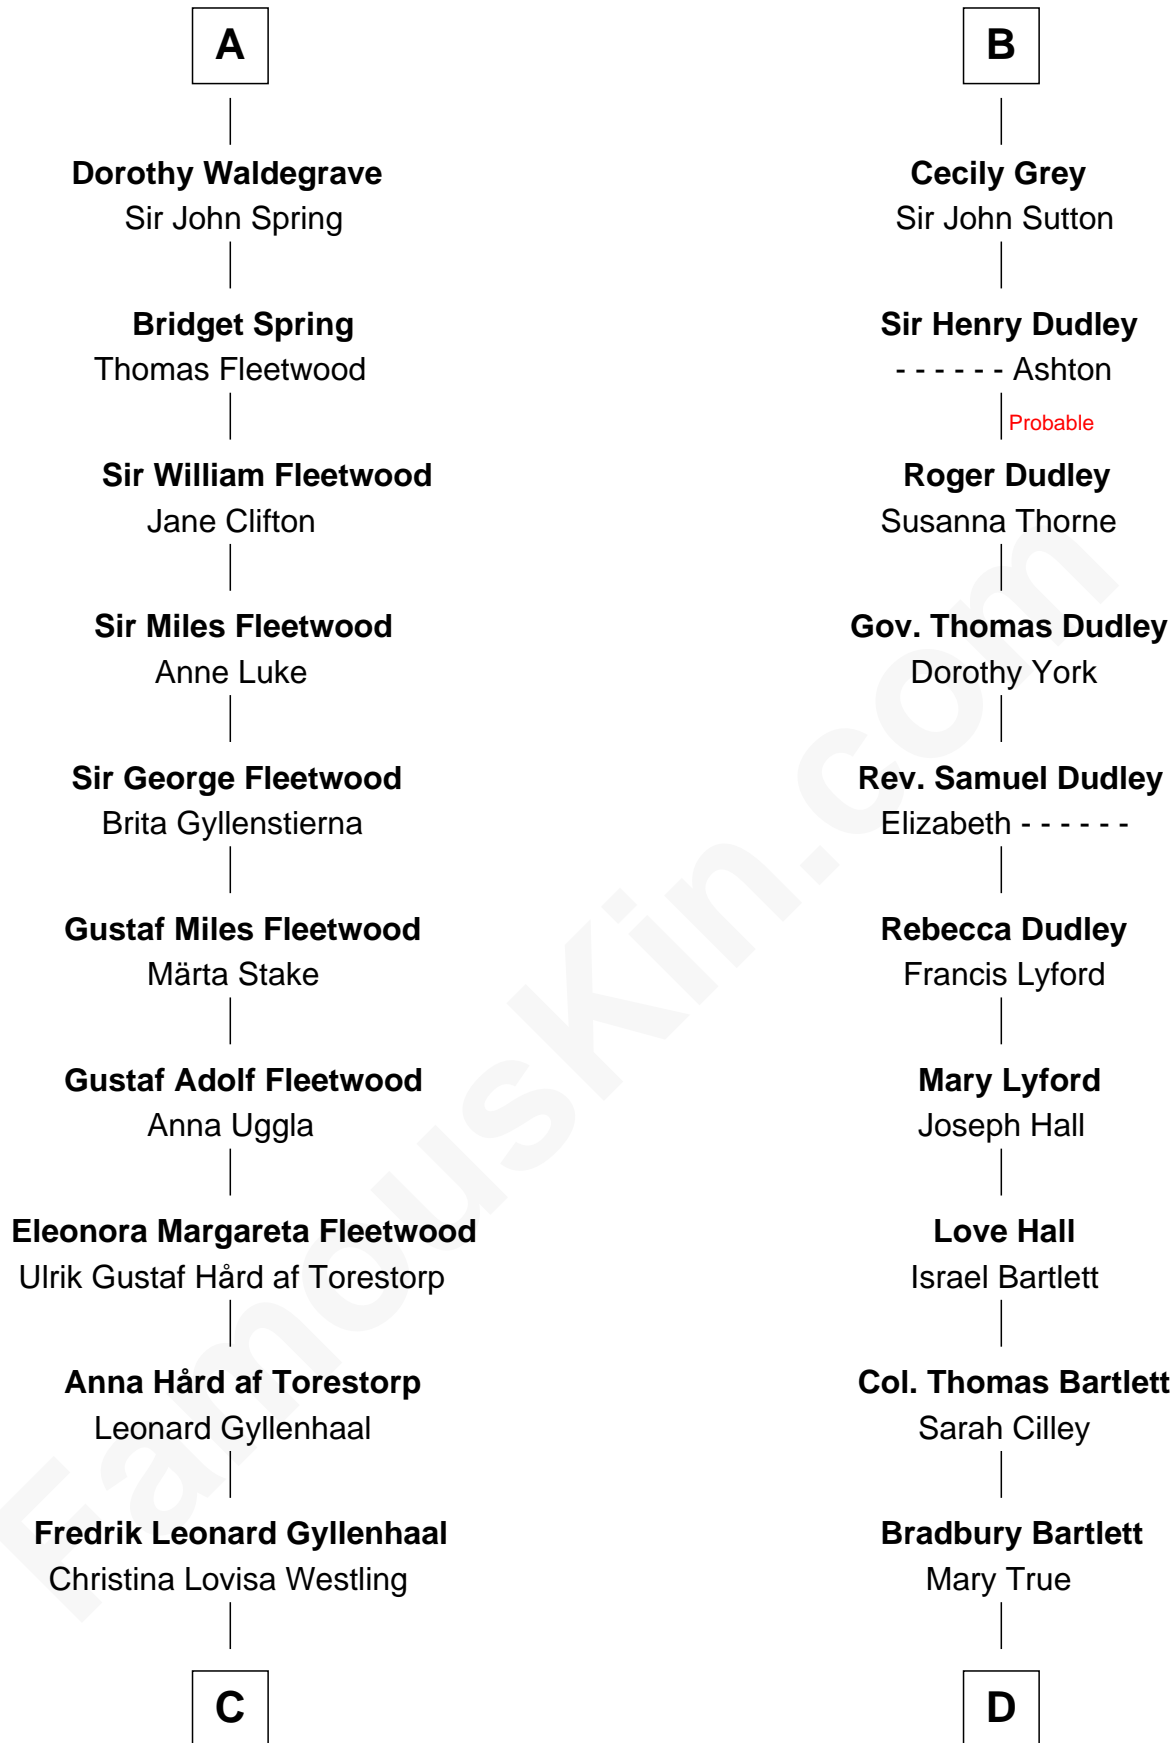 A
Dorothy Waldegrave
Sir John Spring
Bridget Spring
Thomas Fleetwood
Sir William Fleetwood
Jane Clifton
Sir Miles Fleetwood
Anne Luke
Sir George Fleetwood
Brita Gyllenstierna
Gustaf Miles Fleetwood
Märta Stake
Gustaf Adolf Fleetwood
Anna Uggla
Eleonora Margareta Fleetwood
Ulrik Gustaf Hård af Torestorp
Anna Hård af Torestorp
Leonard Gyllenhaal
Fredrik Leonard Gyllenhaal
Christina Lovisa Westling
C
B
Cecily Grey
Sir John Sutton
Sir Henry Dudley
- - - - - - Ashton
Probable
Roger Dudley
Susanna Thorne
Gov. Thomas Dudley
Dorothy York
Rev. Samuel Dudley
Elizabeth - - - - - -
Rebecca Dudley
Francis Lyford
Mary Lyford
Joseph Hall
Love Hall
Israel Bartlett
Col. Thomas Bartlett
Sarah Cilley
Bradbury Bartlett
Mary True
D
FamousKin.com